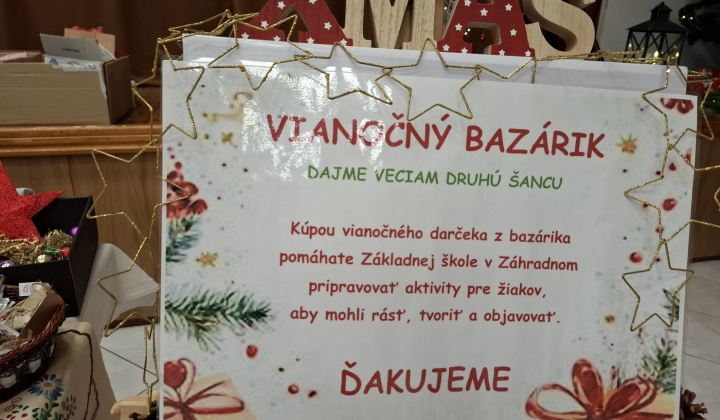 AMAS
VIANOČNÝ BAZÁRIK
DAJME VECIAM DRUHÚ ŠANCU
Kúpou vianočného darčeka z bazárika
pomáhate Základnej škole v Záhradnom
pripravovať aktivity pre žiakov,
aby mohli rásť, tvoriť a objavovať.
ĎAKUJEME